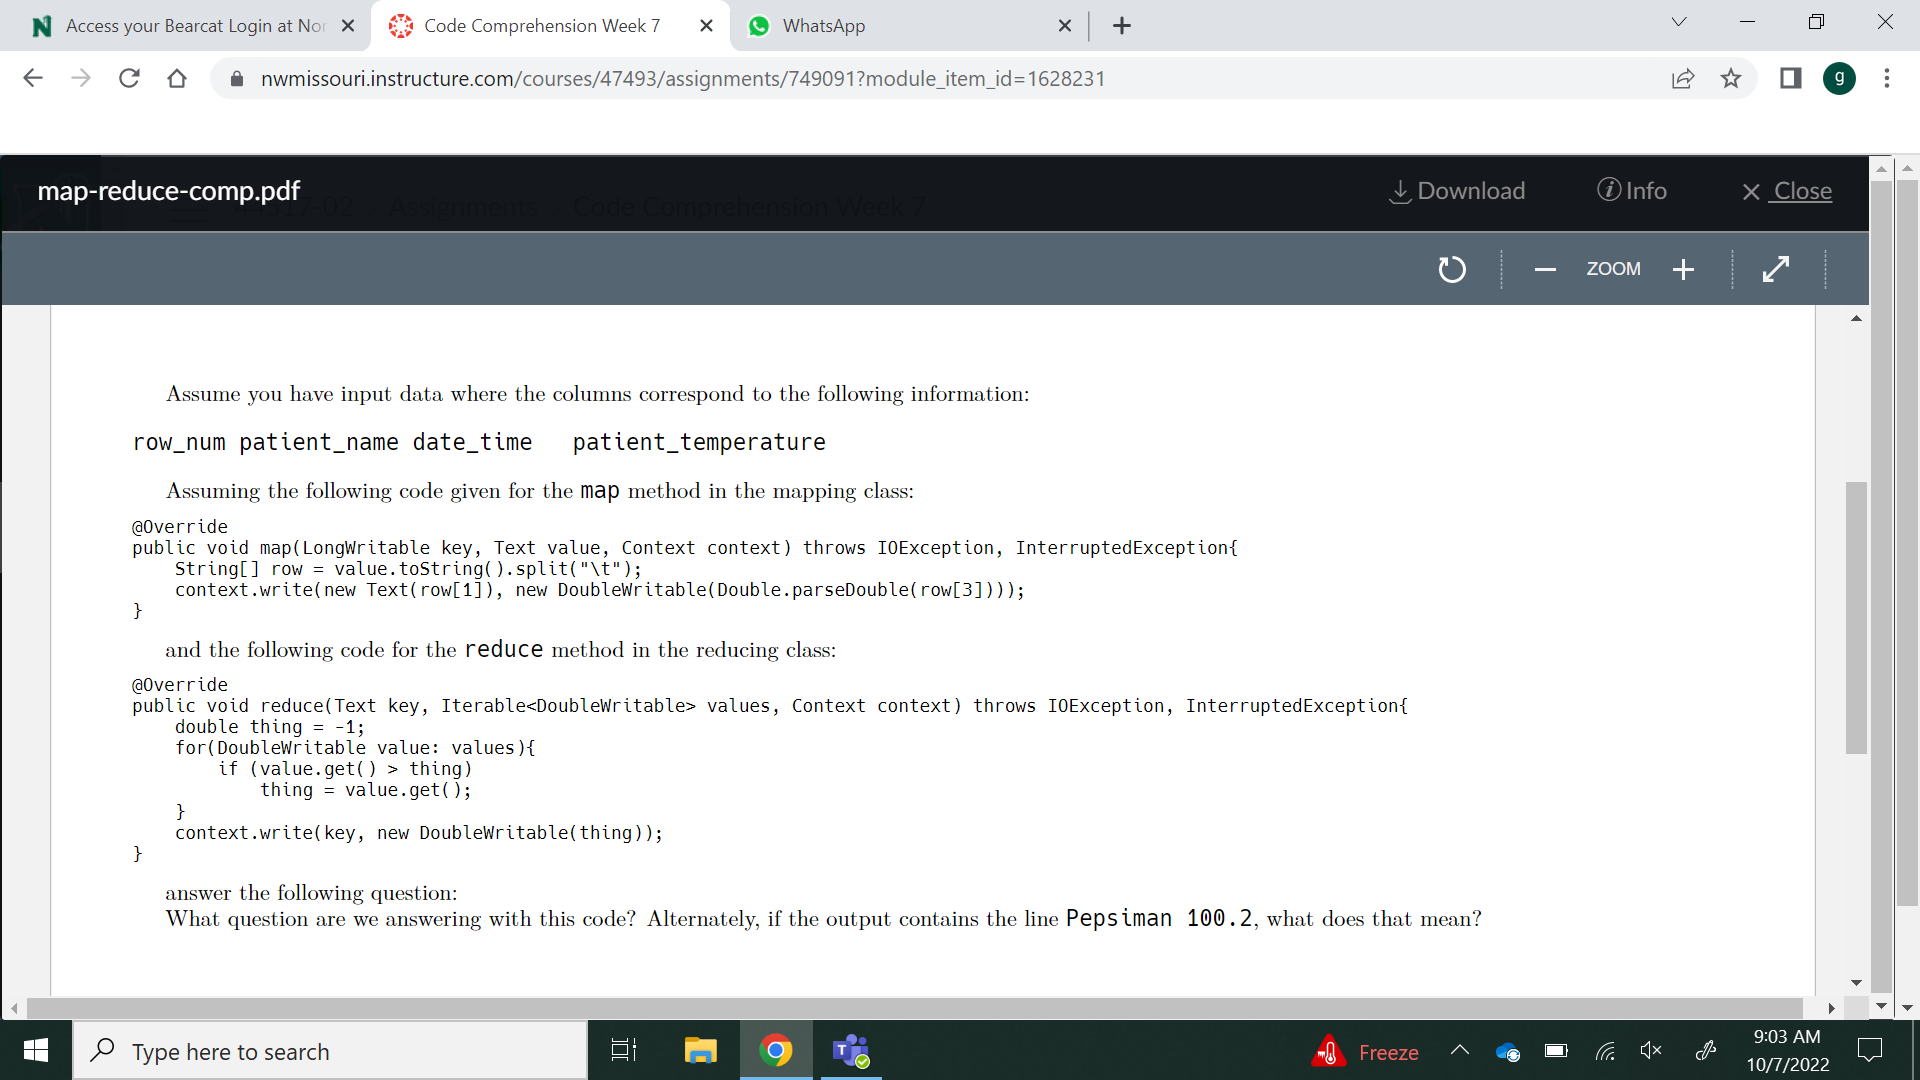 Access your Bearcat Login at Nor
Code Comprehension Week 7
WhatsApp
nwmissouri.instructure.com/courses/47493/assignments/749091?module_item_id=1628231
g
map-reduce-comp.pdf
Assignments
Code Comprehension Week 7
Download
Info
Close
ZOOM
Assume you have input data where the columns correspond to the following information:
row_num patient_name date_time   patient_temperature
Assuming the following code given for the map method in the mapping class:
@Override
public void map(LongWritable key, Text value, Context context) throws IOException, InterruptedException{
    String[] row = value.toString().split("\t");
    context.write(new Text(row[1]), new DoubleWritable(Double.parseDouble(row[3])));
}
and the following code for the reduce method in the reducing class:
@Override
public void reduce(Text key, Iterable<DoubleWritable> values, Context context) throws IOException, InterruptedException{
    double thing = -1;
    for(DoubleWritable value: values){
        if (value.get() > thing)
            thing = value.get();
    }
    context.write(key, new DoubleWritable(thing));
}
answer the following question:
What question are we answering with this code? Alternately, if the output contains the line Pepsiman 100.2, what does that mean?
Type here to search
Freeze
9:03 AM
10/7/2022